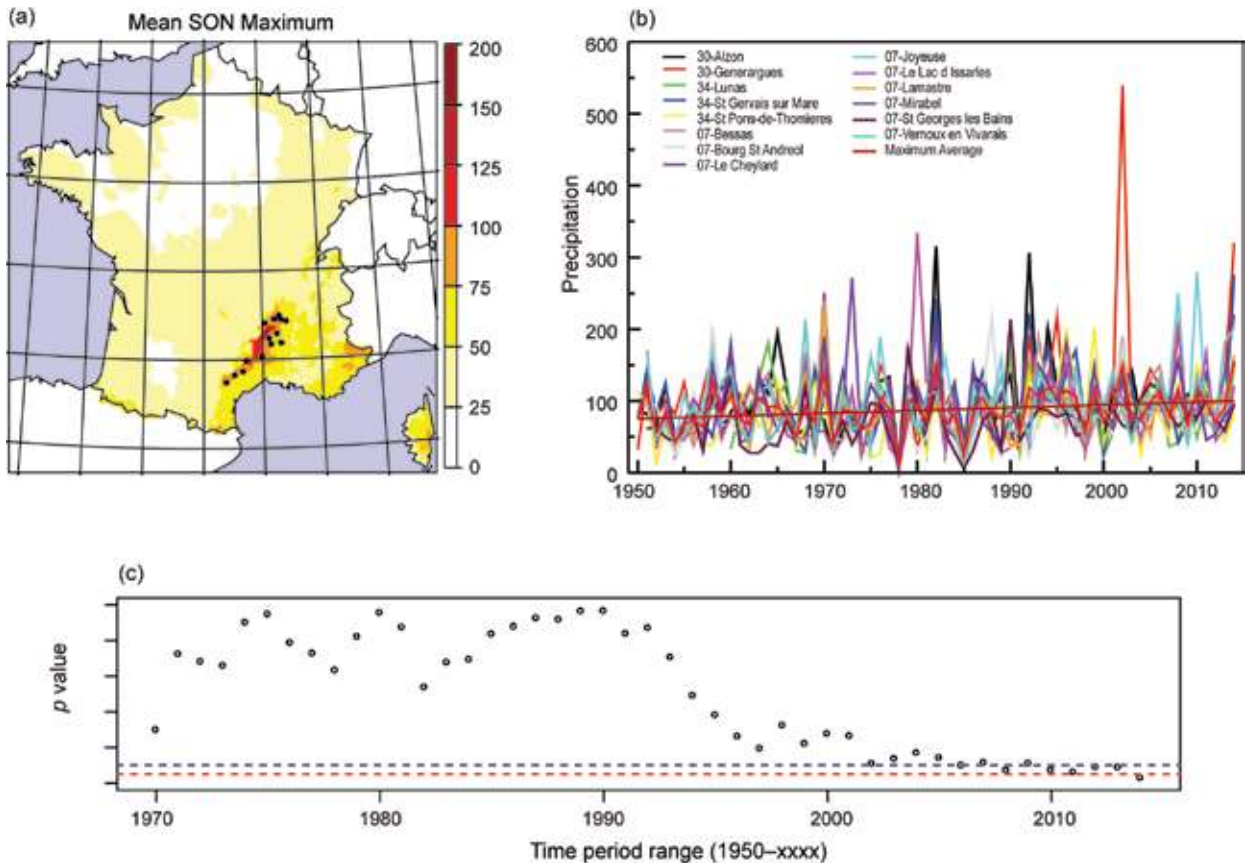 (a)
Mean SON Maximum
200
150
125
100
75
50
25
0
(b)
600
500
400
300
200
100
0
Precipitation
30-Alzon
30-Generargues
34-Lunas
34-St Gervais sur Mare
34-St Pons-de-Thomieres
07-Bessas
07-Bourg St Andreol
07-Le Cheylard
07-Joyeuse
07-Le Lac d Issarles
07-Lamastre
07-Mirabel
07-St Georges les Bains
07-Vernoux en Vivarais
Maximum Average
1950 1960 1970 1980 1990 2000 2010
(c)
p value
1970 1980 1990 2000 2010
Time period range (1950–xxxx)